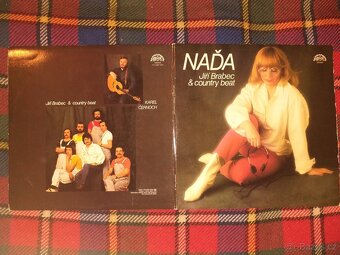 Jiří Brabec & country beat
KAREL
ČERNOCH
NAĎA
Jiří Brabec
& country beat